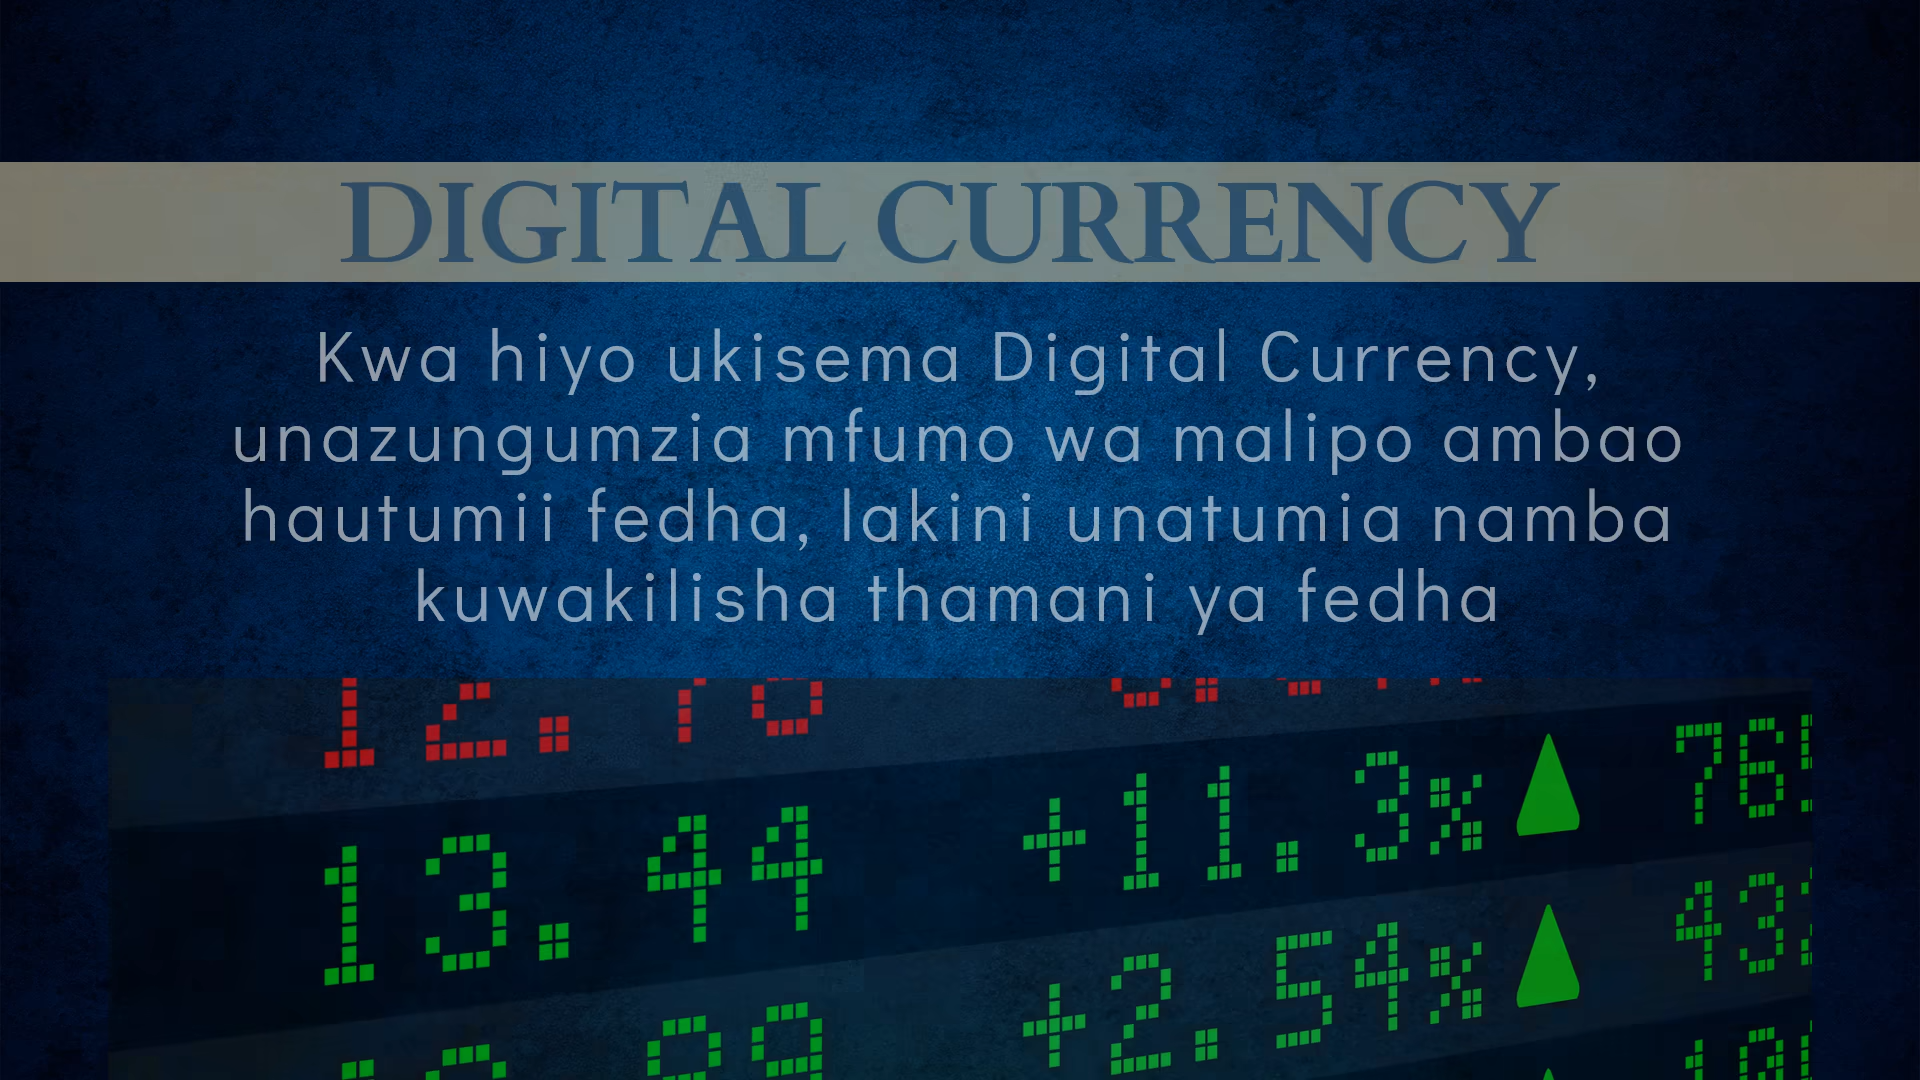 DIGITAL CURRENCY
Kwa hiyo ukisema Digital Currency,
unazungumzia mfumo wa malipo ambao
hautumii fedha, lakini unatumia namba
kuwakilisha thamani ya fedha
13.44 +11.3%
+2.54%